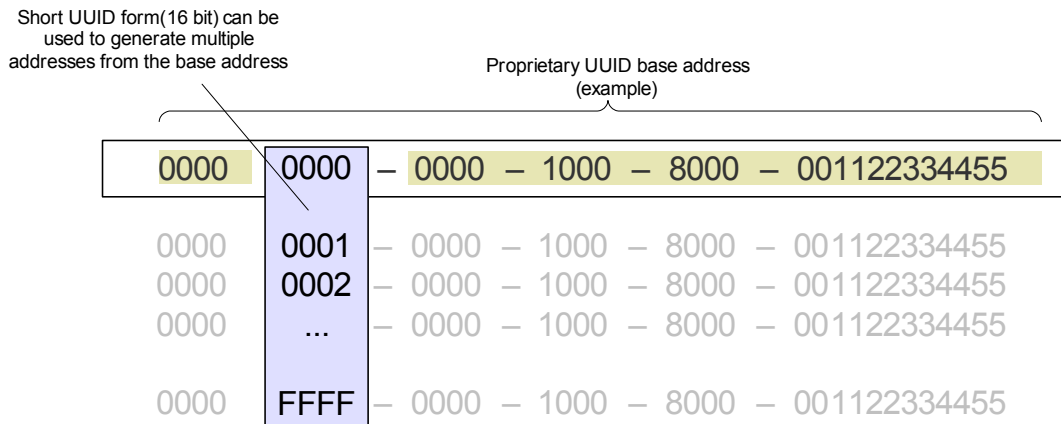 Short UUID form(16 bit) can be
used to generate multiple
addresses from the base address
Proprietary UUID base address
(example)
0000 0000 – 0000 – 1000 – 8000 – 001122334455
0000 0001 – 0000 – 1000 – 8000 – 001122334455
0000 0002 – 0000 – 1000 – 8000 – 001122334455
0000 ... – 0000 – 1000 – 8000 – 001122334455
0000 FFFF – 0000 – 1000 – 8000 – 001122334455